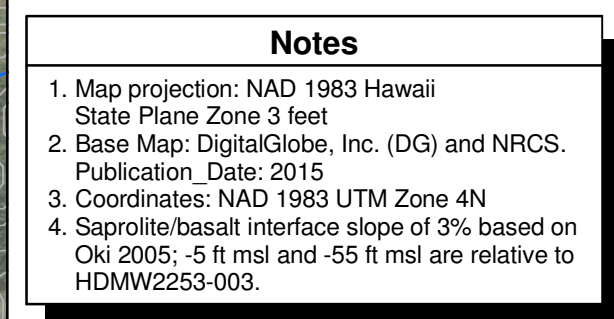 Notes
1. Map projection: NAD 1983 Hawaii
State Plane Zone 3 feet
2. Base Map: DigitalGlobe, Inc. (DG) and NRCS.
Publication_Date: 2015
3. Coordinates: NAD 1983 UTM Zone 4N
4. Saprolite/basalt interface slope of 3% based on
Oki 2005; -5 ft msl and -55 ft msl are relative to
HDMW2253-003.